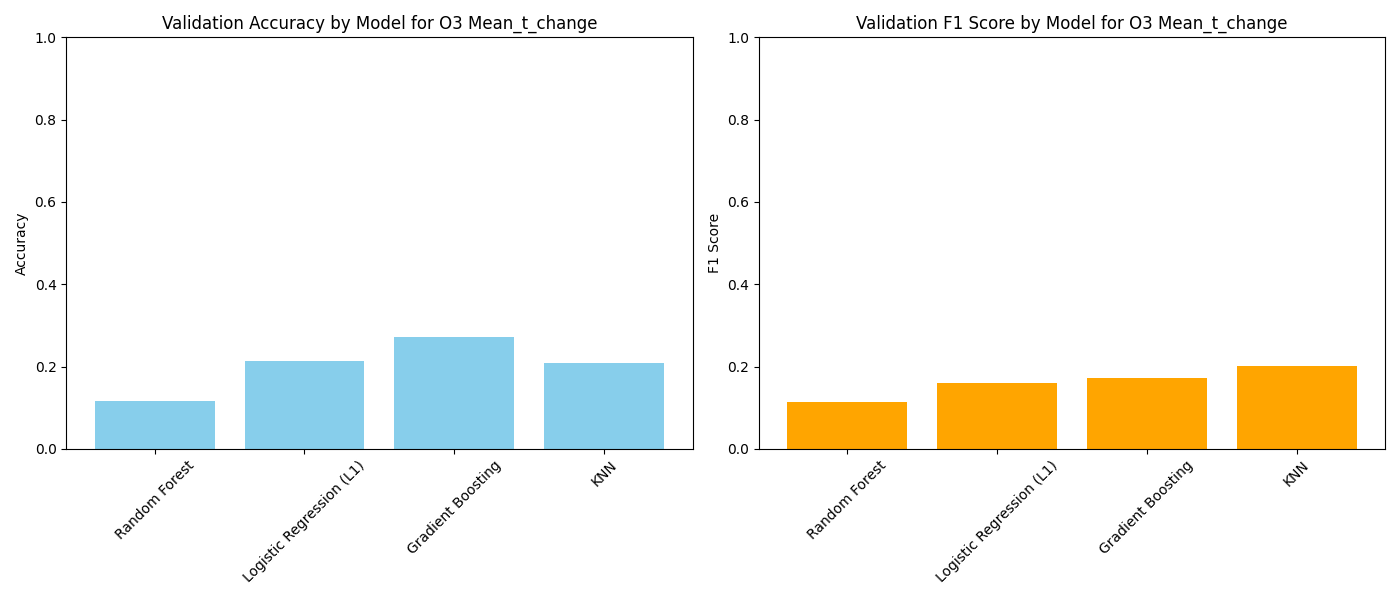 Validation Accuracy by Model for O3 Mean_t_change
1.0
0.8
0.6
0.4
0.2
0.0
Accuracy
Random Forest
Logistic Regression (L1)
Gradient Boosting
KNN
Validation F1 Score by Model for O3 Mean_t_change
1.0
0.8
0.6
0.4
0.2
0.0
F1 Score
Random Forest
Logistic Regression (L1)
Gradient Boosting
KNN